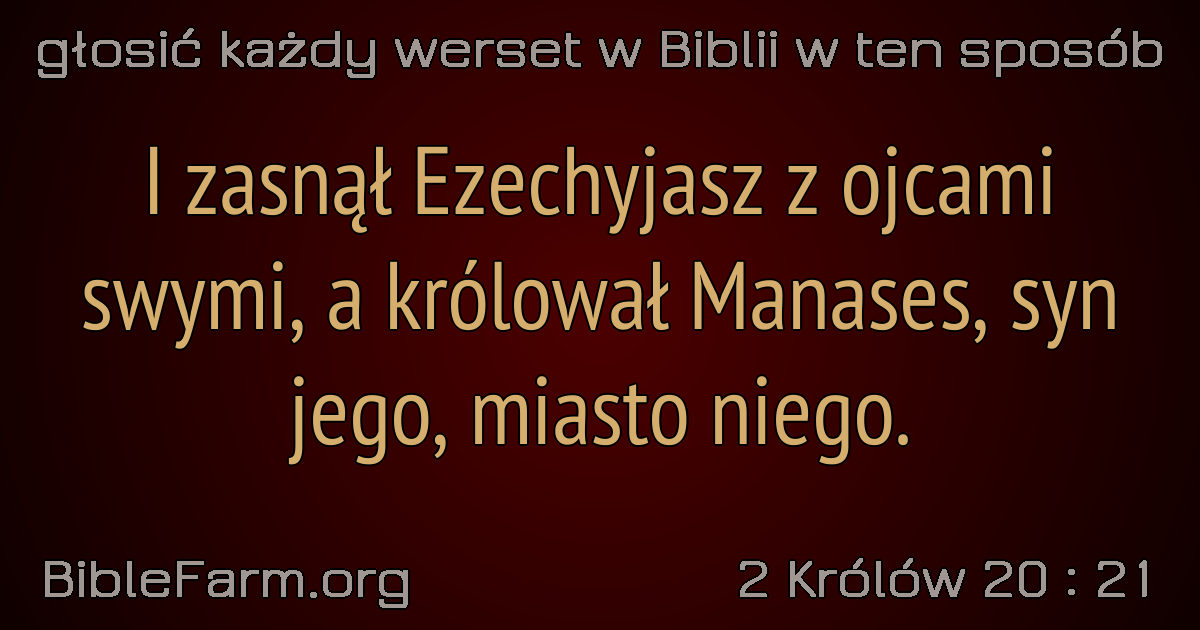 głosić każdy werset w Biblii w ten sposób
I zasnął Ezechyjasz z ojcami
swymi, a królował Manases, syn
jego, miasto niego.
BibleFarm.org
2 Królów 20 : 21